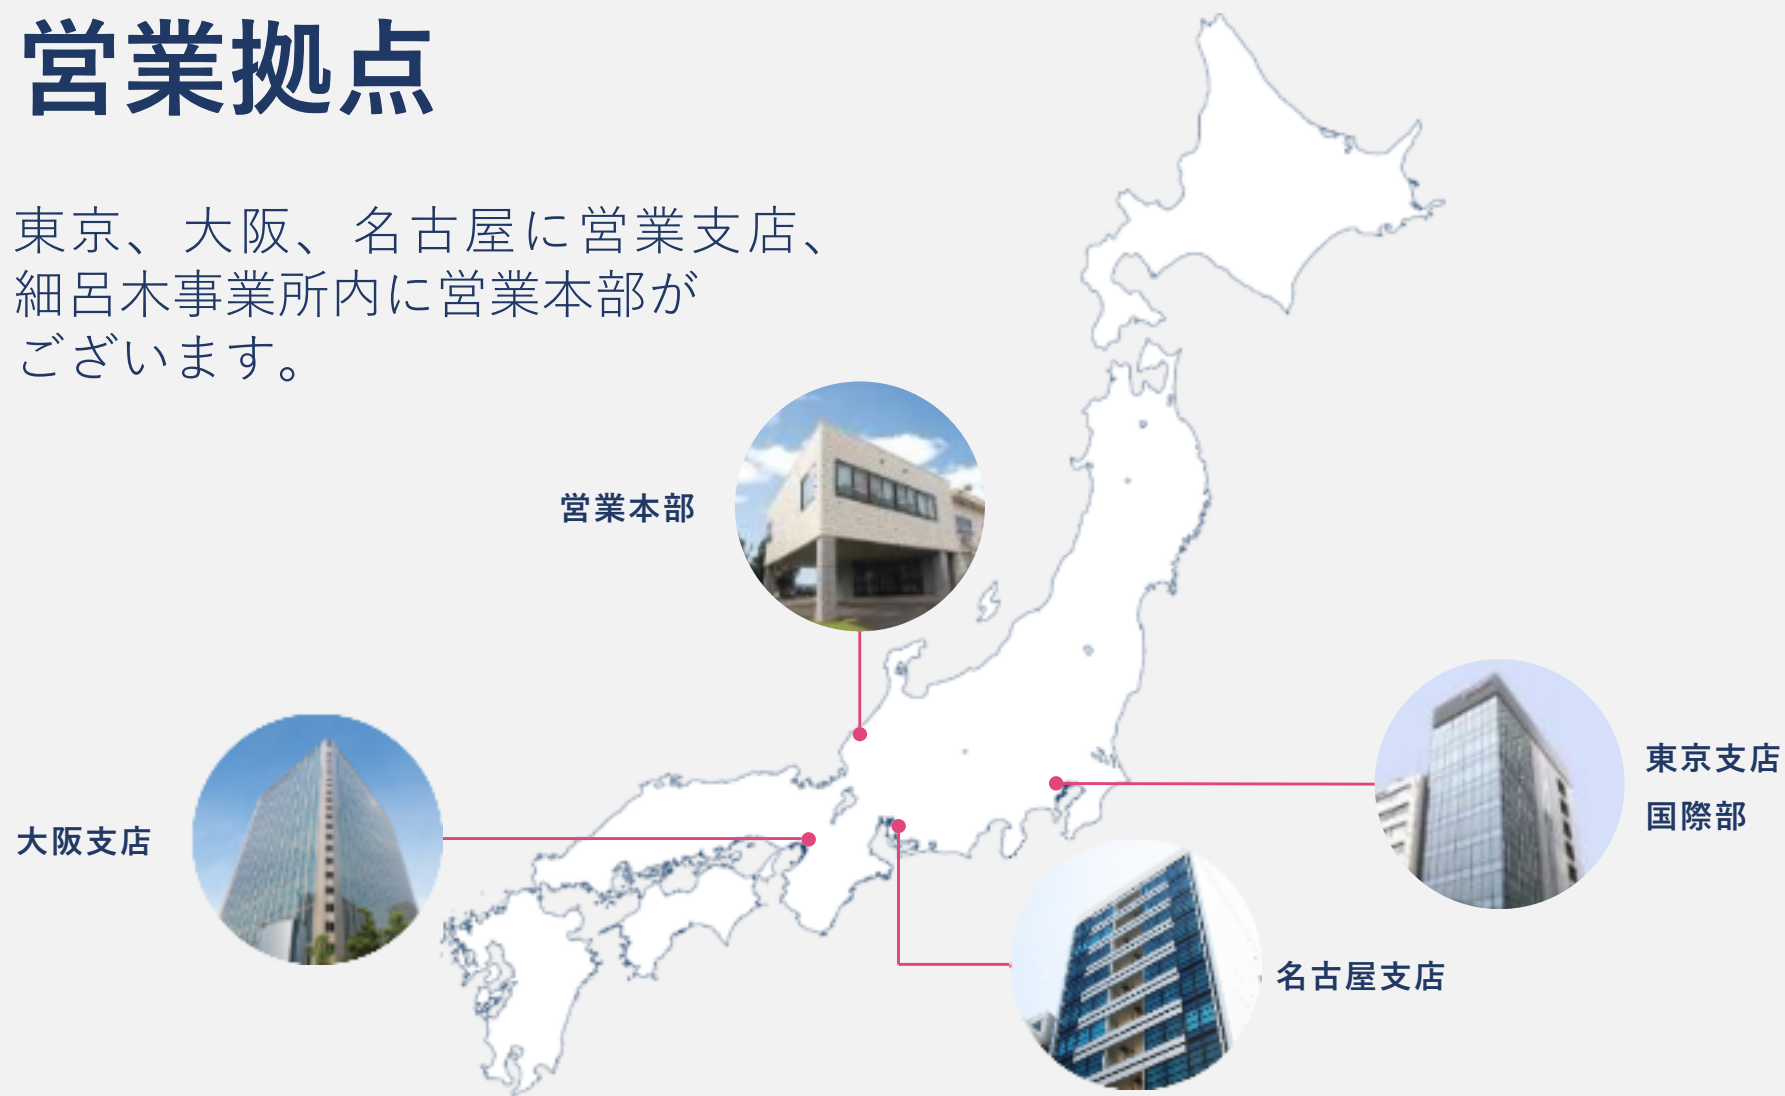 営業拠点
東京、大阪、名古屋に営業支店、
細呂木事業所内に営業本部が
ございます。
営業本部
大阪支店
東京支店
国際部
名古屋支店